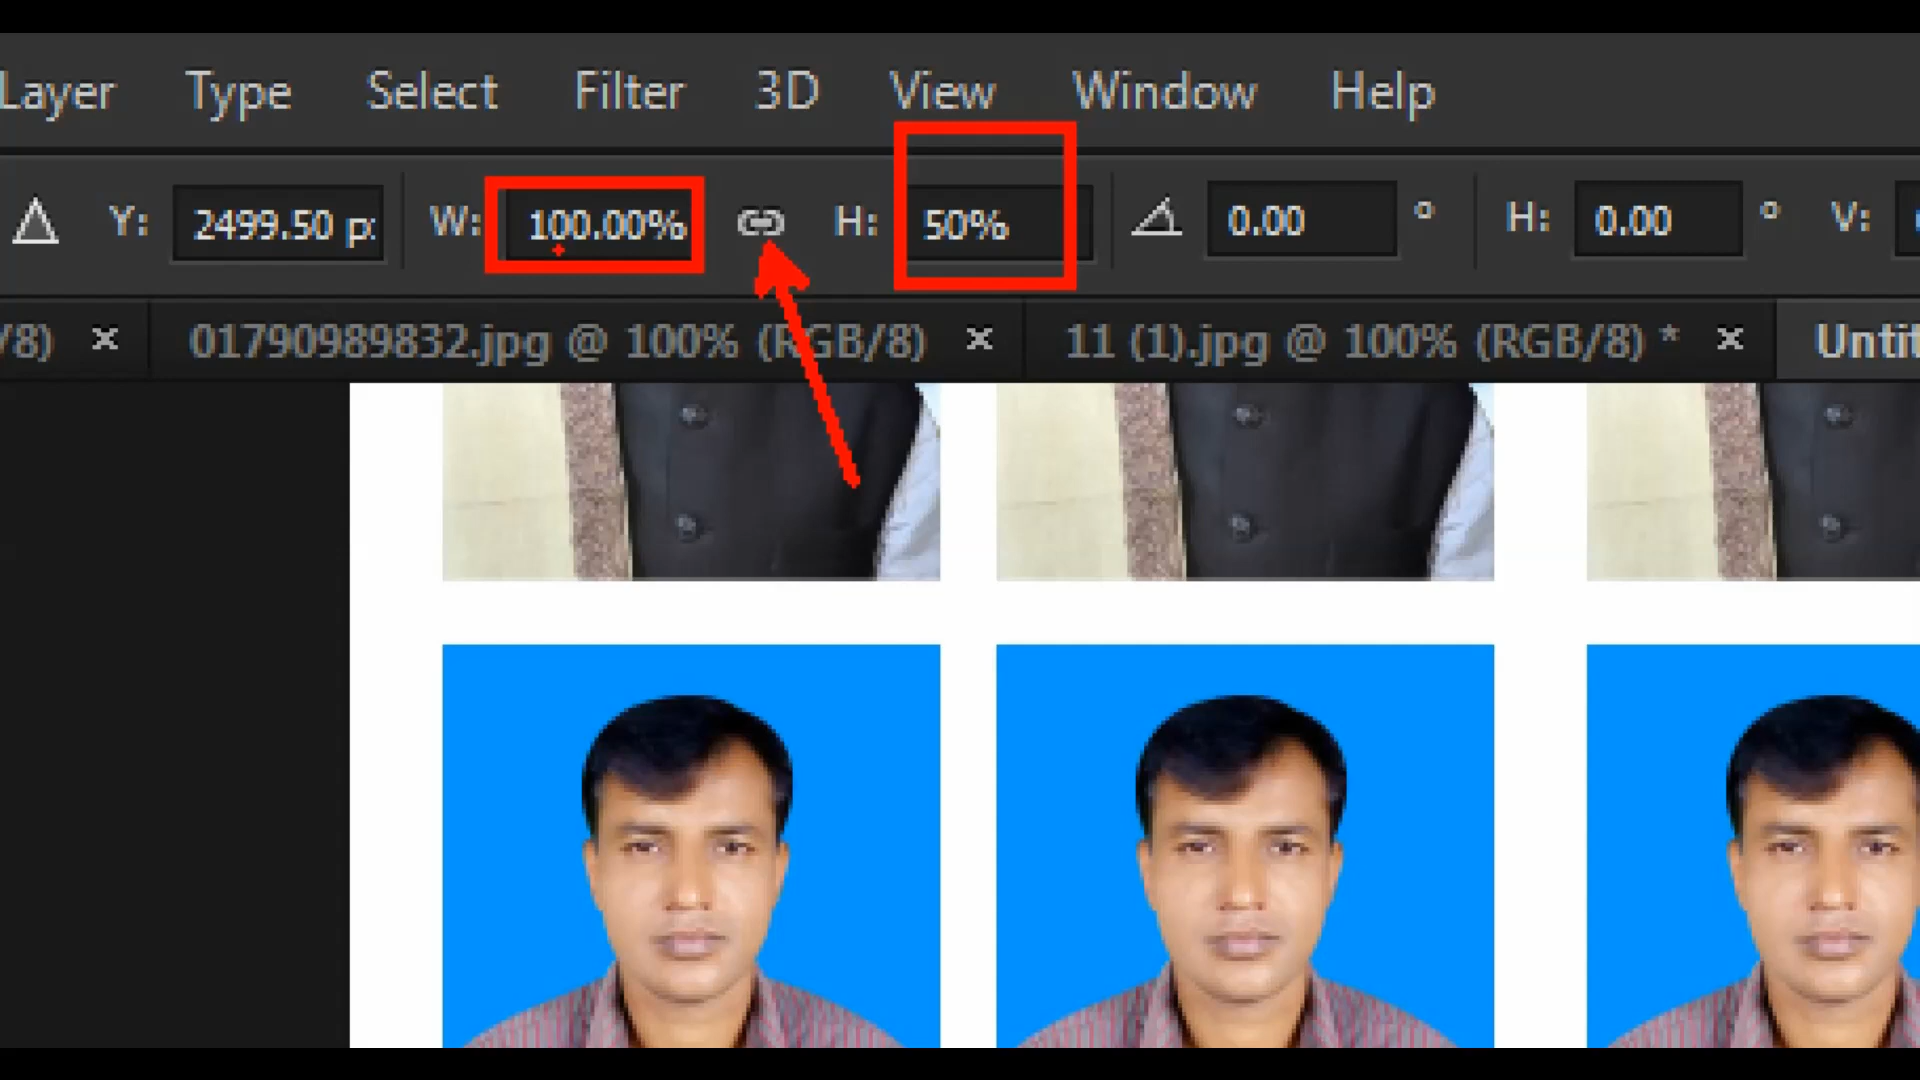 Layer Type Select Filter 3D View Window Help
Y: 2499.50 px W: 100.00% H: 50% 0.00 ° H: 0.00 ° V:
/8) × 01790989832.jpg @ 100% (RGB/8) × 11 (1).jpg @ 100% (RGB/8) * × Untit